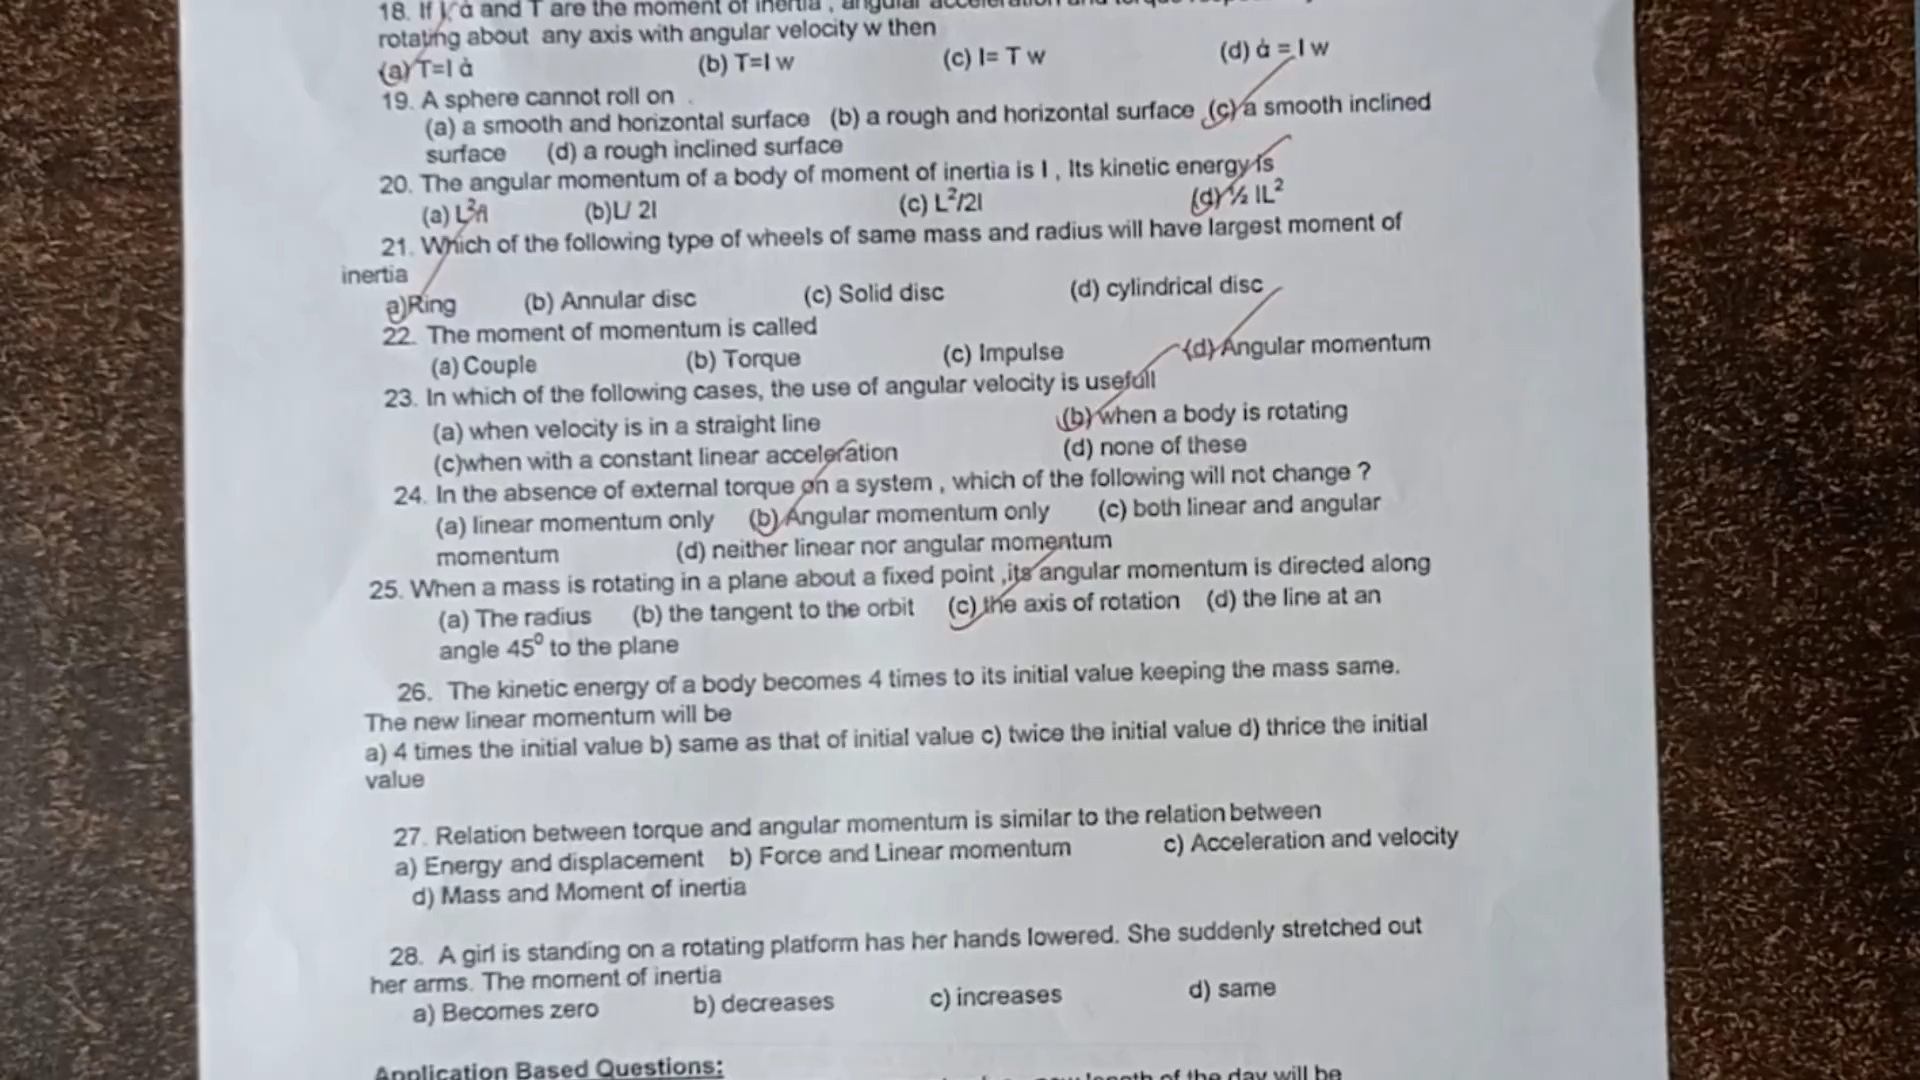 18. If I, ἀ and T are the moment of inertia, angular acceleration and
rotating about any axis with angular velocity w then
(a) T=I ἀ (b) T=I w (c) I= T w (d) ἀ = I w
19. A sphere cannot roll on
(a) a smooth and horizontal surface (b) a rough and horizontal surface (c) a smooth inclined
surface (d) a rough inclined surface
20. The angular momentum of a body of moment of inertia is I , Its kinetic energy is
(a) L²/I (b)L/ 2I (c) L²/2I (d) ½ IL²
21. Which of the following type of wheels of same mass and radius will have largest moment of
inertia
a)Ring (b) Annular disc (c) Solid disc (d) cylindrical disc
22. The moment of momentum is called
(a) Couple (b) Torque (c) Impulse (d) Angular momentum
23. In which of the following cases, the use of angular velocity is usefull
(a) when velocity is in a straight line (b) when a body is rotating
(c)when with a constant linear acceleration (d) none of these
24. In the absence of external torque on a system , which of the following will not change ?
(a) linear momentum only (b) Angular momentum only (c) both linear and angular
momentum (d) neither linear nor angular momentum
25. When a mass is rotating in a plane about a fixed point ,its angular momentum is directed along
(a) The radius (b) the tangent to the orbit (c) the axis of rotation (d) the line at an
angle 45⁰ to the plane
26. The kinetic energy of a body becomes 4 times to its initial value keeping the mass same.
The new linear momentum will be
a) 4 times the initial value b) same as that of initial value c) twice the initial value d) thrice the initial
value
27. Relation between torque and angular momentum is similar to the relation between
a) Energy and displacement b) Force and Linear momentum c) Acceleration and velocity
d) Mass and Moment of inertia
28. A girl is standing on a rotating platform has her hands lowered. She suddenly stretched out
her arms. The moment of inertia
a) Becomes zero b) decreases c) increases d) same
Application Based Questions:
length of the day will be